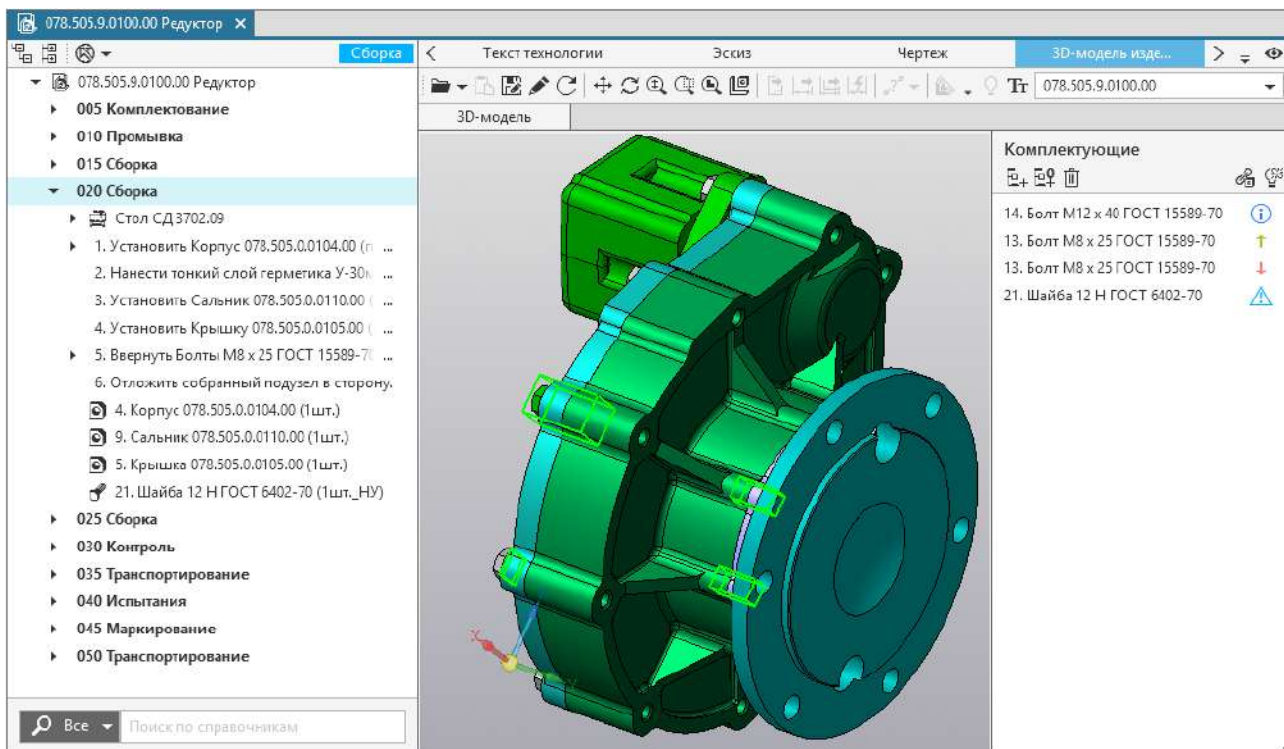 078.505.9.0100.00 Редуктор
Сборка
Текст технологии
Эскиз
Чертеж
3D-модель изде...
078.505.9.0100.00
3D-модель
078.505.9.0100.00 Редуктор
005 Комплектование
010 Промывка
015 Сборка
020 Сборка
Стол СД 3702.09
1. Установить Корпус 078.505.0.0104.00 (п ...
2. Нанести тонкий слой герметика У-30м ...
3. Установить Сальник 078.505.0.0110.00 ( ...
4. Установить Крышку 078.505.0.0105.00 ( ...
5. Ввернуть Болты М8 х 25 ГОСТ 15589-70 ...
6. Отложить собранный подузел в сторону.
4. Корпус 078.505.0.0104.00 (1шт.)
9. Сальник 078.505.0.0110.00 (1шт.)
5. Крышка 078.505.0.0105.00 (1шт.)
21. Шайба 12 Н ГОСТ 6402-70 (1шт._НУ)
025 Сборка
030 Контроль
035 Транспортирование
040 Испытания
045 Маркирование
050 Транспортирование
Все
Поиск по справочникам
X
Y
Комплектующие
14. Болт М12 х 40 ГОСТ 15589-70
13. Болт М8 х 25 ГОСТ 15589-70
13. Болт М8 х 25 ГОСТ 15589-70
21. Шайба 12 Н ГОСТ 6402-70